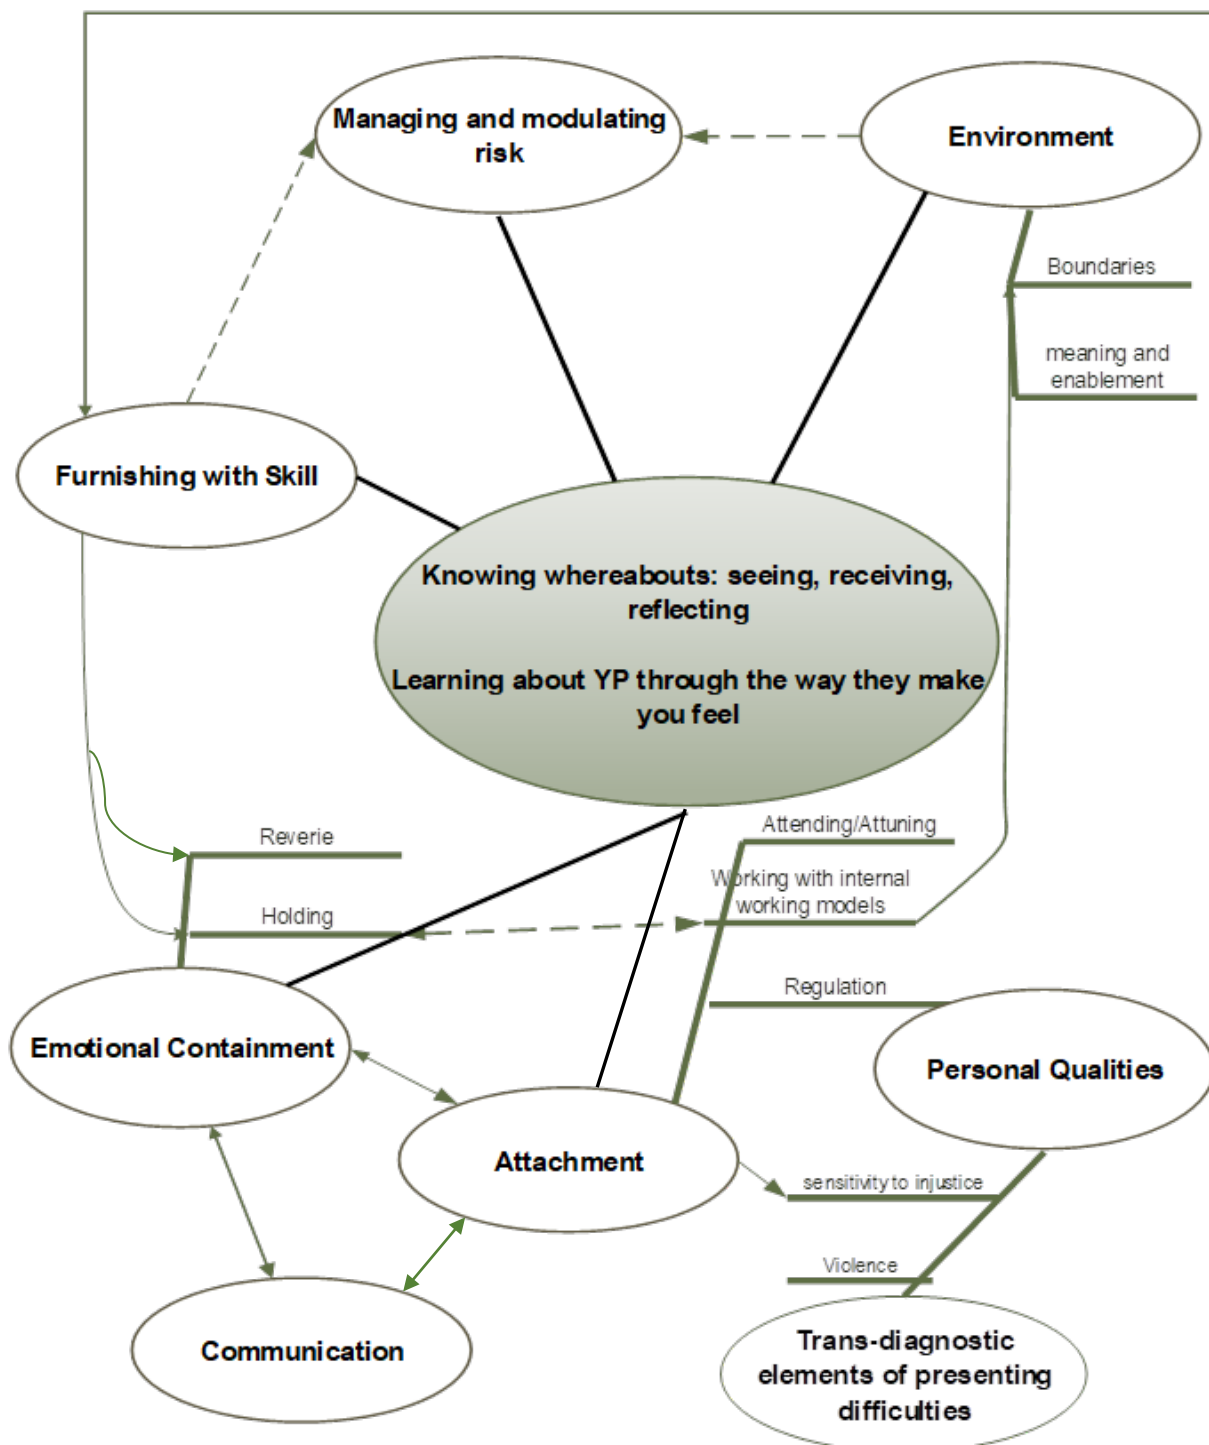 Managing and modulating
risk
Environment
Boundaries
meaning and
enablement
Furnishing with Skill
Knowing whereabouts: seeing, receiving,
reflecting
Learning about YP through the way they make
you feel
Attending/Attuning
Reverie
Working with internal
working models
Holding
Regulation
Emotional Containment
Personal Qualities
Attachment
sensitivity to injustice
Violence
Communication
Trans-diagnostic
elements of presenting
difficulties